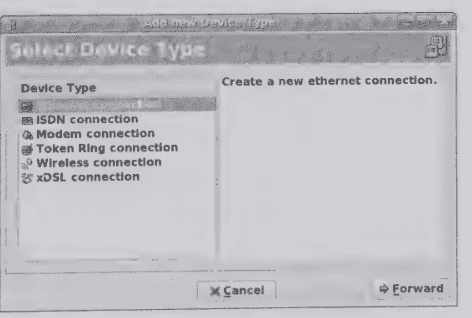 Add new Device Type
Select Device Type
Device Type
ISDN connection
Modem connection
Token Ring connection
Wireless connection
xDSL connection
Create a new ethernet connection.
Cancel
Forward